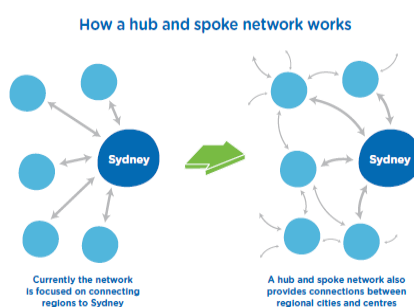 How a hub and spoke network works
Sydney
Sydney
Currently the network
is focused on connecting
regions to Sydney
A hub and spoke network also
provides connections between
regional cities and centres